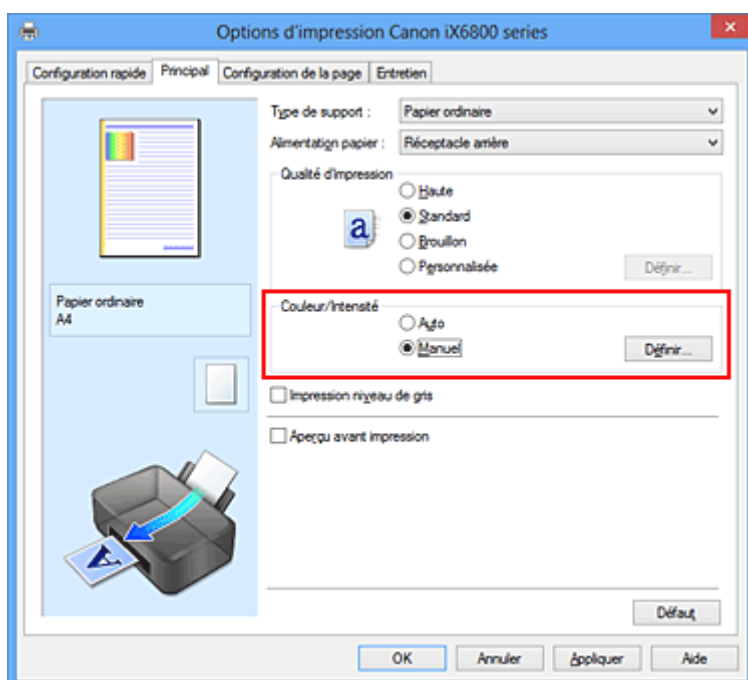 Options d'impression Canon iX6800 series
Configuration rapide Principal Configuration de la page Entretien
Type de support : Papier ordinaire
Alimentation papier : Réceptacle arrière
Qualité d'impression
Haute
a
Standard
Brouillon
Personnalisée Définir...
Papier ordinaire
A4
Couleur/Intensité
Auto
Manuel Définir...
Impression niveau de gris
Aperçu avant impression
A
Défaut
OK Annuler Appliquer Aide